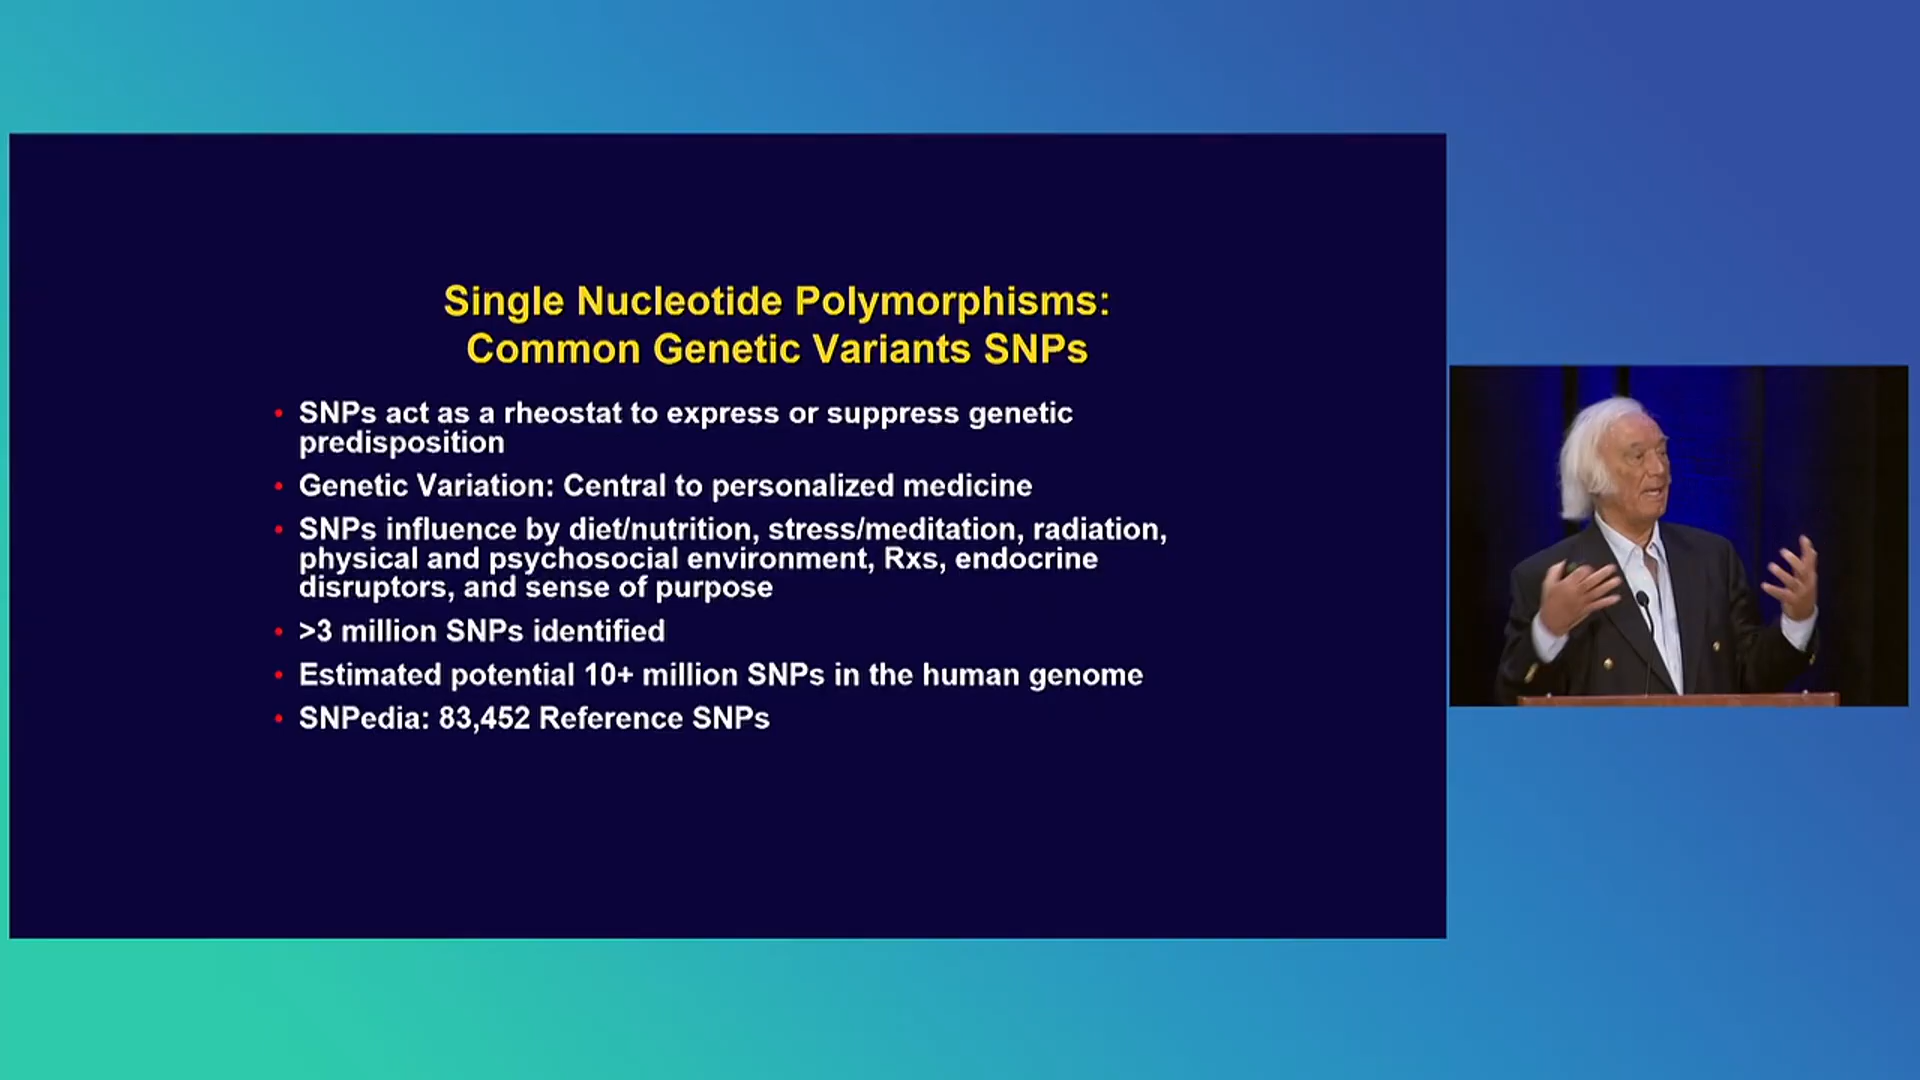 Single Nucleotide Polymorphisms:
Common Genetic Variants SNPs
• SNPs act as a rheostat to express or suppress genetic
predisposition
• Genetic Variation: Central to personalized medicine
• SNPs influence by diet/nutrition, stress/meditation, radiation,
physical and psychosocial environment, Rxs, endocrine
disruptors, and sense of purpose
• >3 million SNPs identified
• Estimated potential 10+ million SNPs in the human genome
• SNPedia: 83,452 Reference SNPs